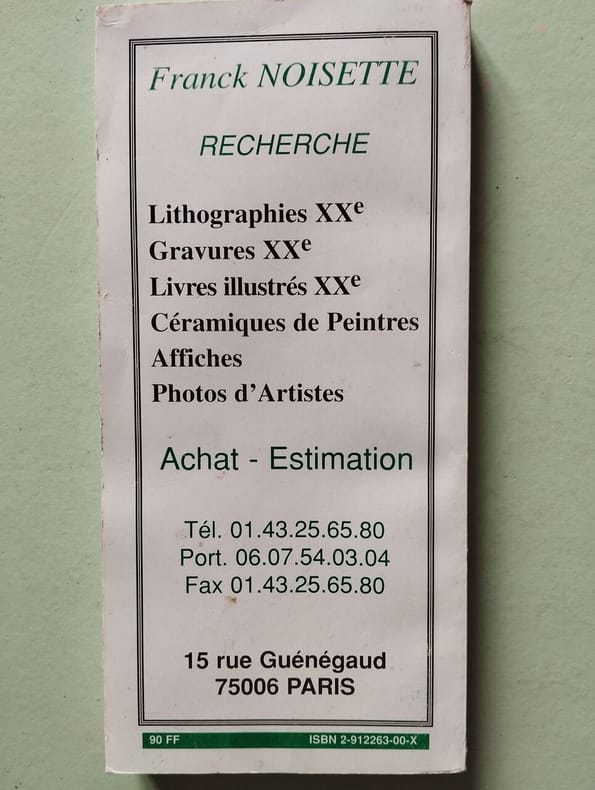 Franck NOISETTE
RECHERCHE
Lithographies XXe
Gravures XXe
Livres illustrés XXe
Céramiques de Peintres
Affiches
Photos d'Artistes
Achat - Estimation
Tél. 01.43.25.65.80
Port. 06.07.54.03.04
Fax 01.43.25.65.80
15 rue Guénégaud
75006 PARIS
90 FF ISBN 2-912263-00-X